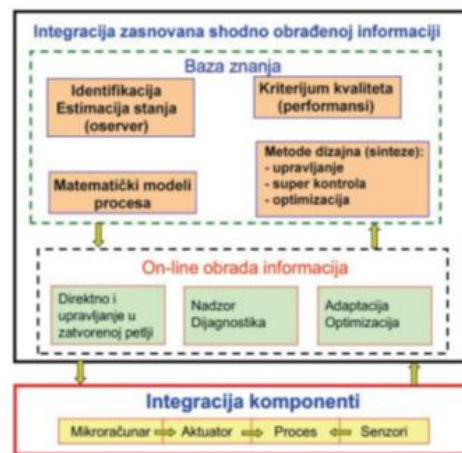 Integracija zasnovana shodno obrađenoj informaciji
Baza znanja
Identifikacija
Estimacija stanja
(oserver)
Kriterijum kvaliteta
(performansi)
Matematički modeli
procesa
Metode dizajna (sinteze):
- upravljanje
- super kontrola
- optimizacija
On-line obrada informacija
Direktno i
upravljanje u
zatvorenoj petlji
Nadzor
Dijagnostika
Adaptacija
Optimizacija
Integracija komponenti
Mikroračunar
Aktuator
Proces
Senzori